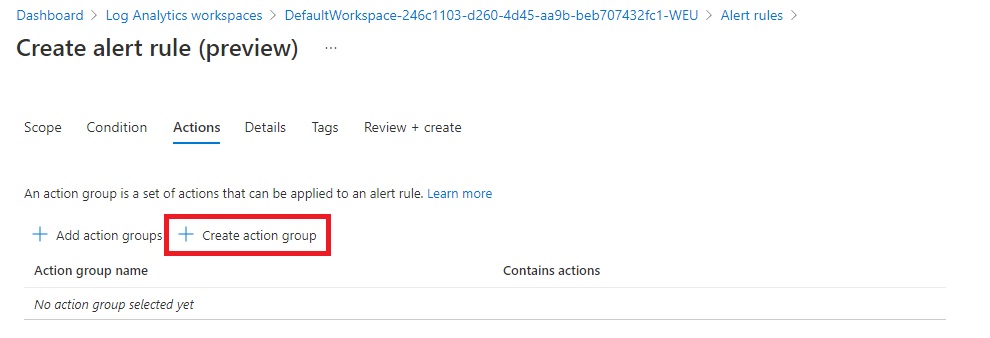 Dashboard > Log Analytics workspaces > DefaultWorkspace-246c1103-d260-4d45-aa9b-beb707432fc1-WEU > Alert rules >
Create alert rule (preview) ...
Scope Condition Actions Details Tags Review + create
An action group is a set of actions that can be applied to an alert rule. Learn more
+ Add action groups + Create action group
Action group name Contains actions
No action group selected yet